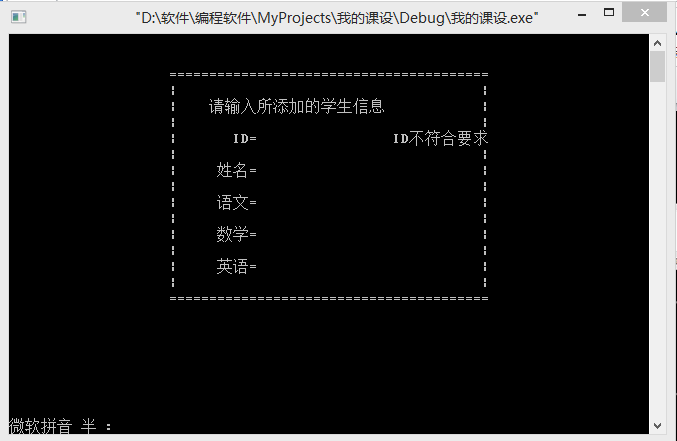 "D:\软件\编程软件\MyProjects\我的课设\Debug\我的课设.exe"
========================================
请输入所添加的学生信息
ID= ID不符合要求
姓名=
语文=
数学=
英语=
========================================
微软拼音 半 :